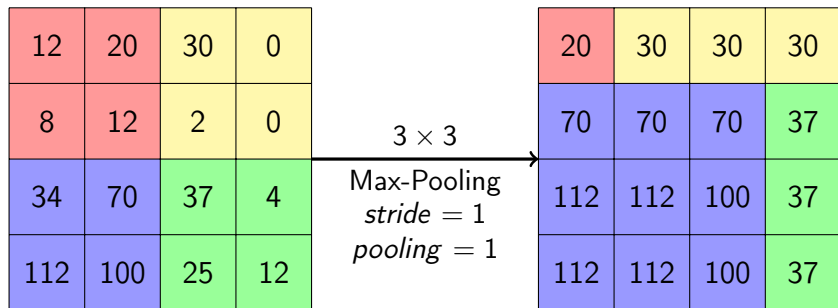 12 20 30 0
8 12 2 0
34 70 37 4
112 100 25 12
3 × 3
Max-Pooling
stride = 1
pooling = 1
20 30 30 30
70 70 70 37
112 112 100 37
112 112 100 37